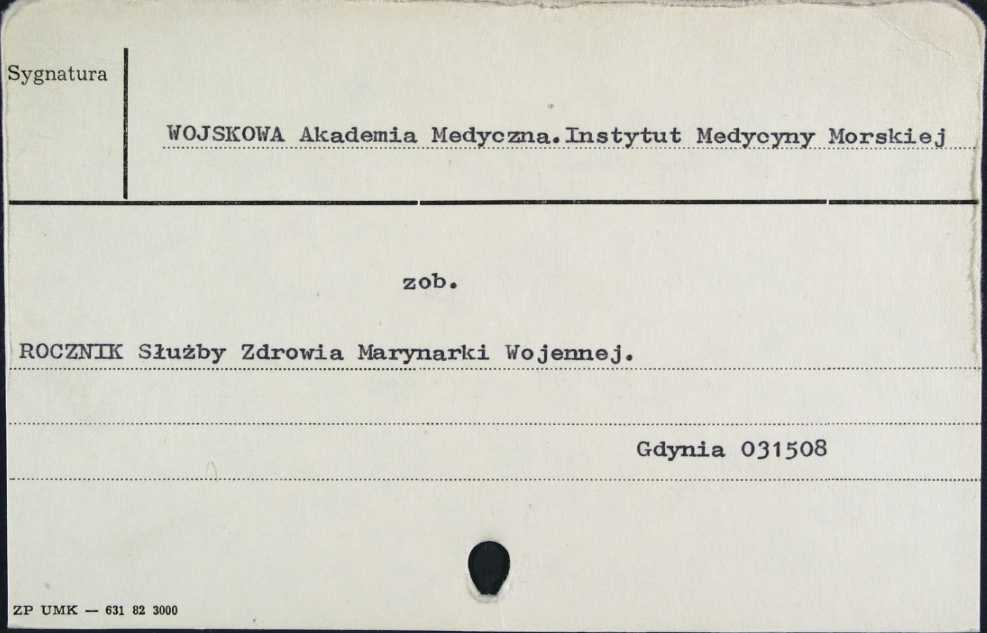 Sygnatura
WOJSKOWA Akademia Medyczna.Instytut Medycyny Morskiej
zob.
ROCZNIK Służby Zdrowia Marynarki Wojennej.
Gdynia 031508
ZP UMK — 631 82 3000